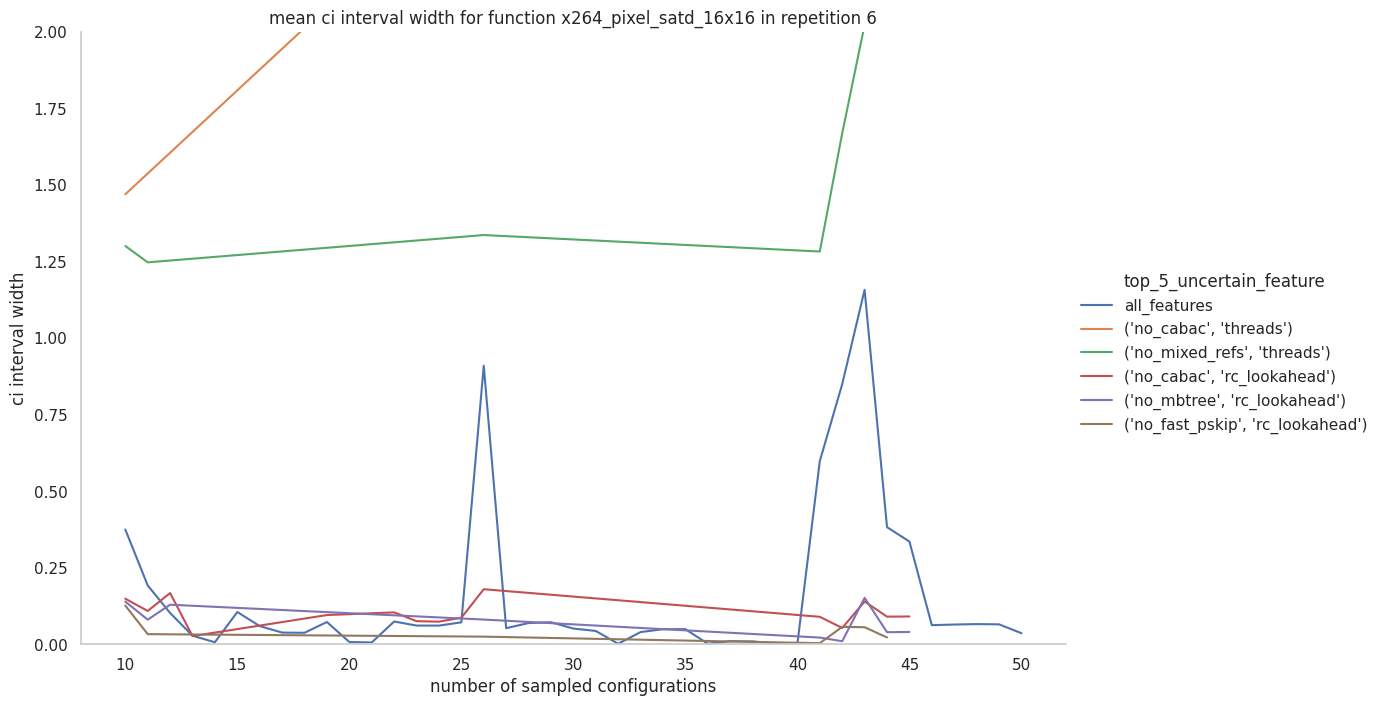 mean ci interval width for function x264_pixel_satd_16x16 in repetition 6
2.00
1.75
1.50
1.25
1.00
0.75
0.50
0.25
0.00
ci interval width
10 15 20 25 30 35 40 45 50
number of sampled configurations
top_5_uncertain_feature
all_features
('no_cabac', 'threads')
('no_mixed_refs', 'threads')
('no_cabac', 'rc_lookahead')
('no_mbtree', 'rc_lookahead')
('no_fast_pskip', 'rc_lookahead')